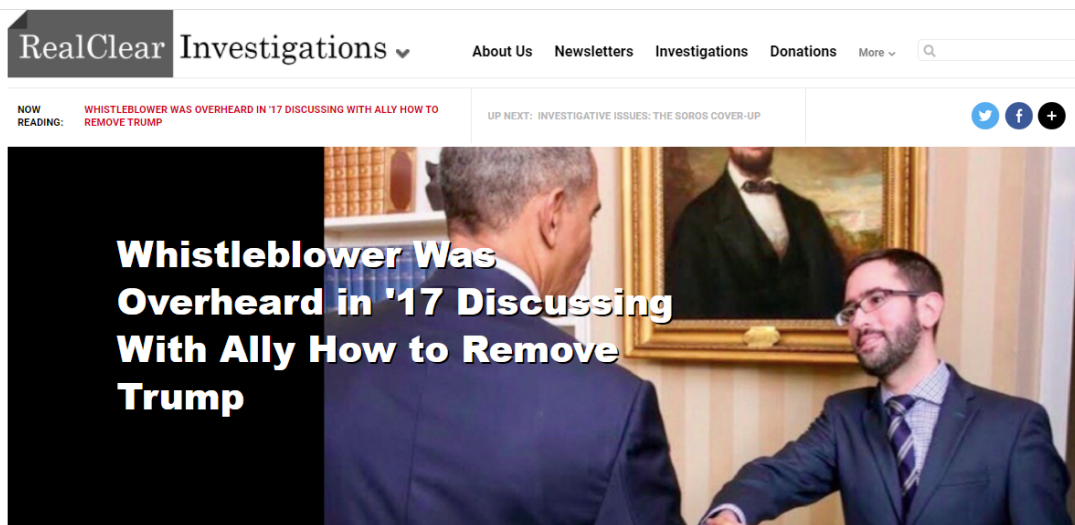 RealClear Investigations
About Us Newsletters Investigations Donations More
NOW READING:
WHISTLEBLOWER WAS OVERHEARD IN '17 DISCUSSING WITH ALLY HOW TO
REMOVE TRUMP
UP NEXT: INVESTIGATIVE ISSUES: THE SOROS COVER-UP
Whistleblower Was
Overheard in '17 Discussing
With Ally How to Remove
Trump